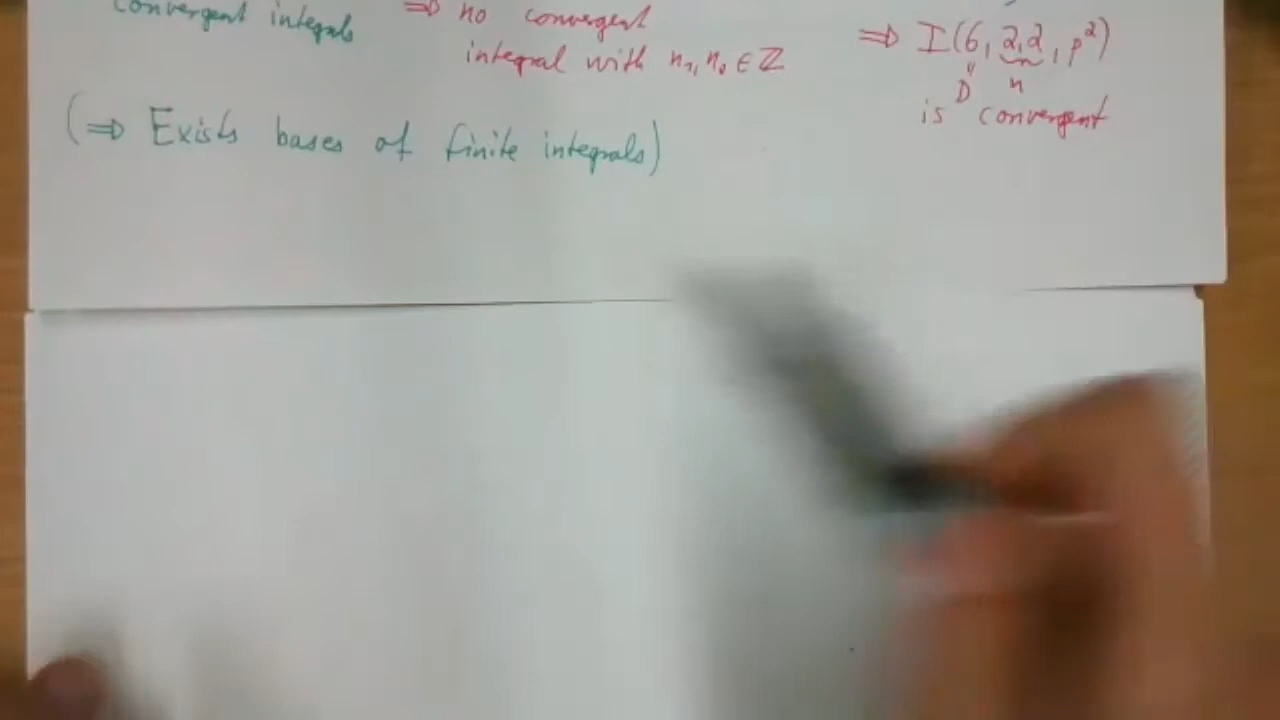 convergent integrals
⇒ no convergent
integral with n₁, n₂ ∈ ℤ
⇒ I(6, 2,2, p²)
D n
is convergent
(⇒ Exists bases of finite integrals)